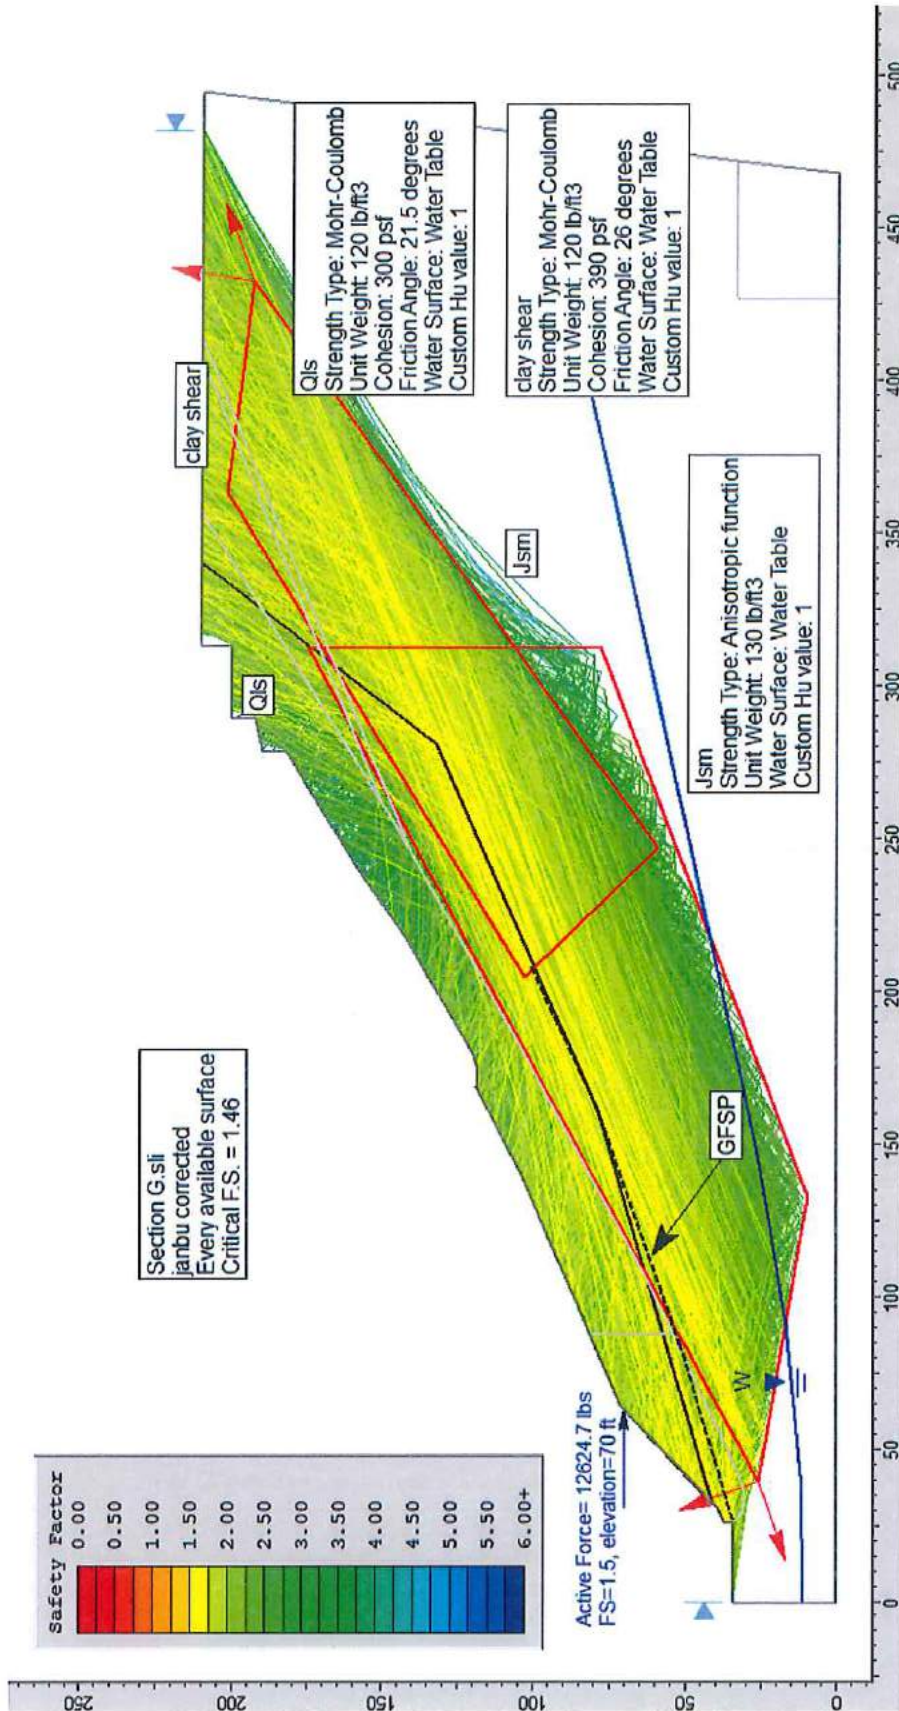 Safety Factor
0.00
0.50
1.00
1.50
2.00
2.50
3.00
3.50
4.00
4.50
5.00
5.50
6.00+
Section G.sli
janbu corrected
Every available surface
Critical F.S. = 1.46
Active Force= 12624.7 lbs
FS=1.5, elevation=70 ft
Qls
clay shear
Qls
Strength Type: Mohr-Coulomb
Unit Weight: 120 lb/ft3
Cohesion: 300 psf
Friction Angle: 21.5 degrees
Water Surface: Water Table
Custom Hu value: 1
clay shear
Strength Type: Mohr-Coulomb
Unit Weight: 120 lb/ft3
Cohesion: 390 psf
Friction Angle: 26 degrees
Water Surface: Water Table
Custom Hu value: 1
Jsm
Jsm
Strength Type: Anisotropic function
Unit Weight: 130 lb/ft3
Water Surface: Water Table
Custom Hu value: 1
GFSP
W
250
200
150
100
50
0
0
50
100
150
200
250
300
350
400
450
500